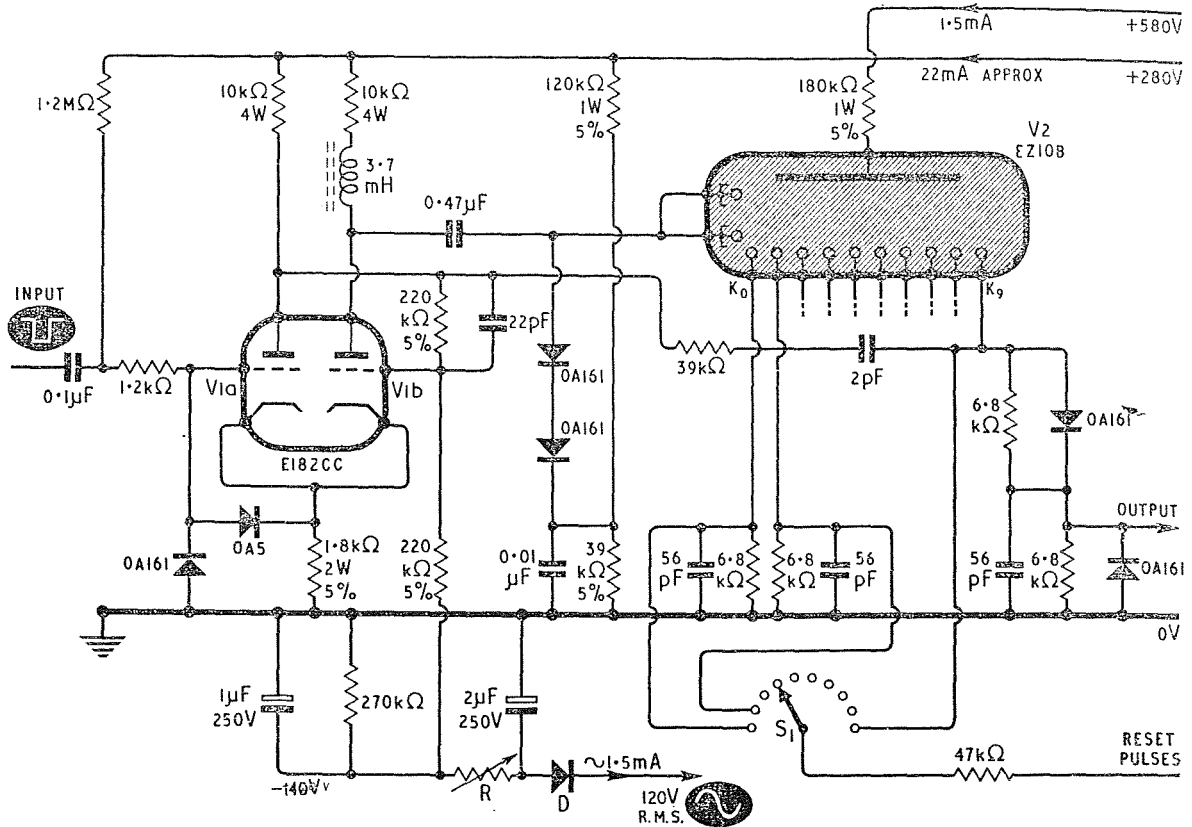 1·5mA
+580V
22mA APPROX
+280V
1·2MΩ
10kΩ
4W
10kΩ
4W
120kΩ
1W
5%
180kΩ
1W
5%
V2
EZ10B
3·7
mH
0·47µF
K0
K9
INPUT
220
kΩ
5%
22pF
39kΩ
2pF
0·1µF
1·2kΩ
V1a
V1b
E182CC
OA161
OA161
6·8
kΩ
OA161
OUTPUT
OA161
OA5
1·8kΩ
2W
5%
220
kΩ
5%
0·01
µF
39
kΩ
5%
56
pF
6·8
kΩ
6·8
kΩ
56
pF
56
pF
6·8
kΩ
OA161
0V
1µF
250V
270kΩ
2µF
250V
S1
-140V
R
D
~1·5mA
120V
R.M.S.
47kΩ
RESET
PULSES